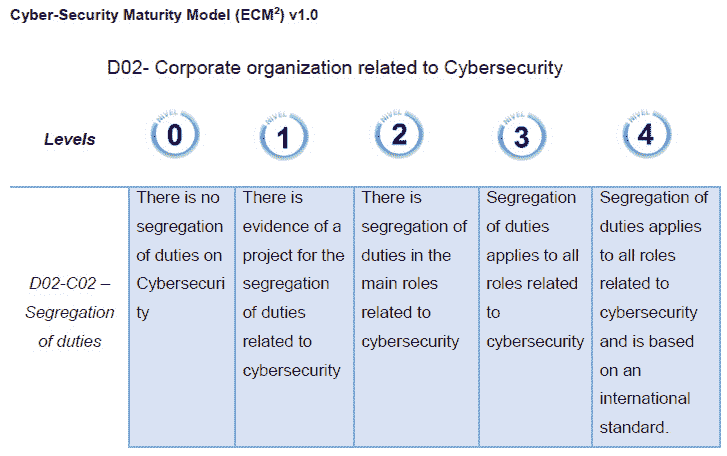 Cyber-Security Maturity Model (ECM²) v1.0
D02- Corporate organization related to Cybersecurity
Levels
NIVEL 0
NIVEL 1
NIVEL 2
NIVEL 3
NIVEL 4
D02-C02 –
Segregation
of duties
There is no
segregation
of duties on
Cybersecuri
ty
There is
evidence of a
project for the
segregation
of duties
related to
cybersecurity
There is
segregation of
duties in the
main roles
related to
cybersecurity
Segregation
of duties
applies to all
roles related
to
cybersecurity
Segregation of
duties applies
to all roles
related to
cybersecurity
and is based
on an
international
standard.